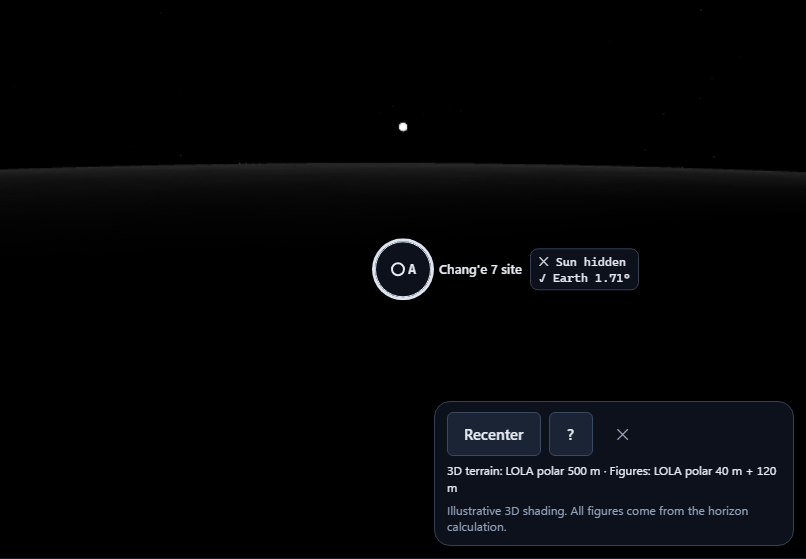 A
Chang'e 7 site
Sun hidden
✓ Earth 1.71°
Recenter
?
3D terrain: LOLA polar 500 m · Figures: LOLA polar 40 m + 120
m
Illustrative 3D shading. All figures come from the horizon
calculation.